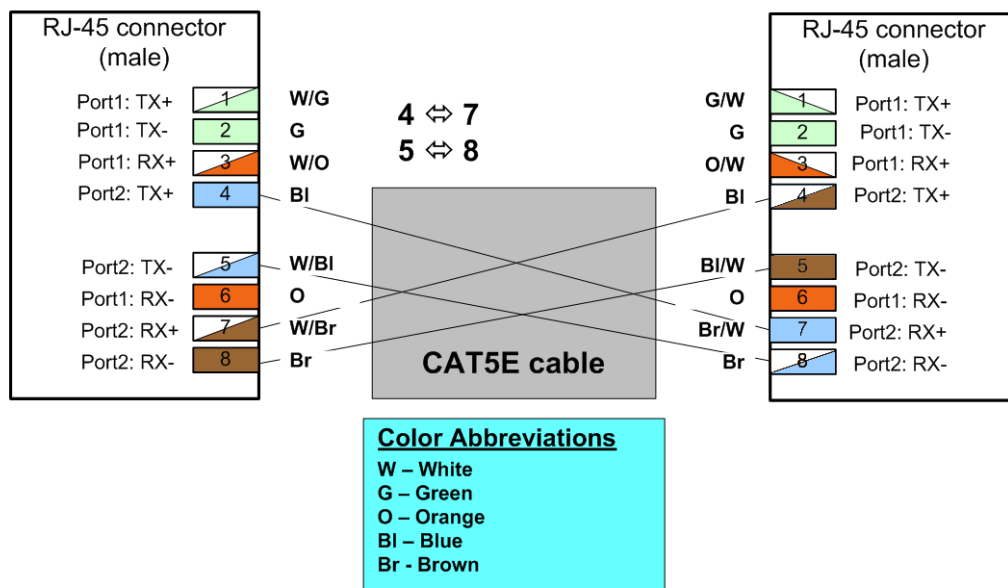 RJ-45 connector
(male)
Port1: TX+ 1 W/G
Port1: TX- 2 G
Port1: RX+ 3 W/O
Port2: TX+ 4 Bl
Port2: TX- 5 W/Bl
Port1: RX- 6 O
Port2: RX+ 7 W/Br
Port2: RX- 8 Br
4 ⬄ 7
5 ⬄ 8
CAT5E cable
RJ-45 connector
(male)
G/W 1 Port1: TX+
G 2 Port1: TX-
O/W 3 Port1: RX+
Bl 4 Port2: TX+
Bl/W 5 Port2: TX-
O 6 Port1: RX-
Br/W 7 Port2: RX+
Br 8 Port2: RX-
Color Abbreviations
W – White
G – Green
O – Orange
Bl – Blue
Br - Brown